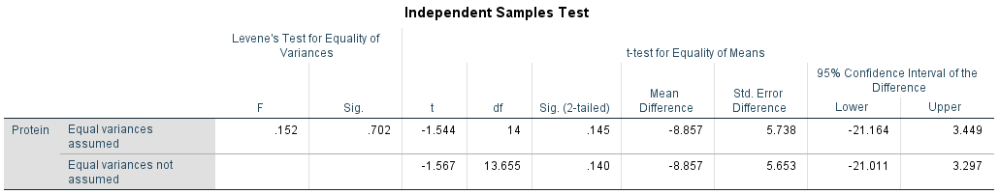 Independent Samples Test
Levene's Test for Equality of
Variances
t-test for Equality of Means
95% Confidence Interval of the
Difference
F Sig. t df Sig. (2-tailed) Mean
Difference Std. Error
Difference Lower Upper
Protein Equal variances
assumed .152 .702 -1.544 14 .145 -8.857 5.738 -21.164 3.449
Equal variances not
assumed -1.567 13.655 .140 -8.857 5.653 -21.011 3.297